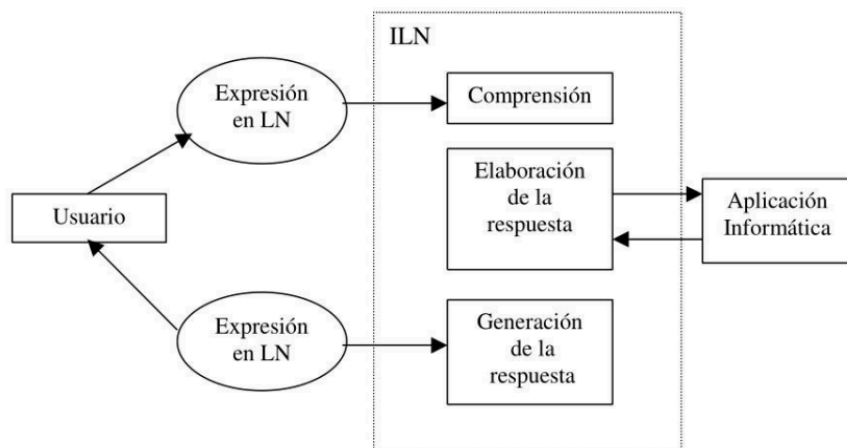 ILN
Expresión
en LN
Comprensión
Usuario
Elaboración
de la
respuesta
Aplicación
Informática
Expresión
en LN
Generación
de la
respuesta